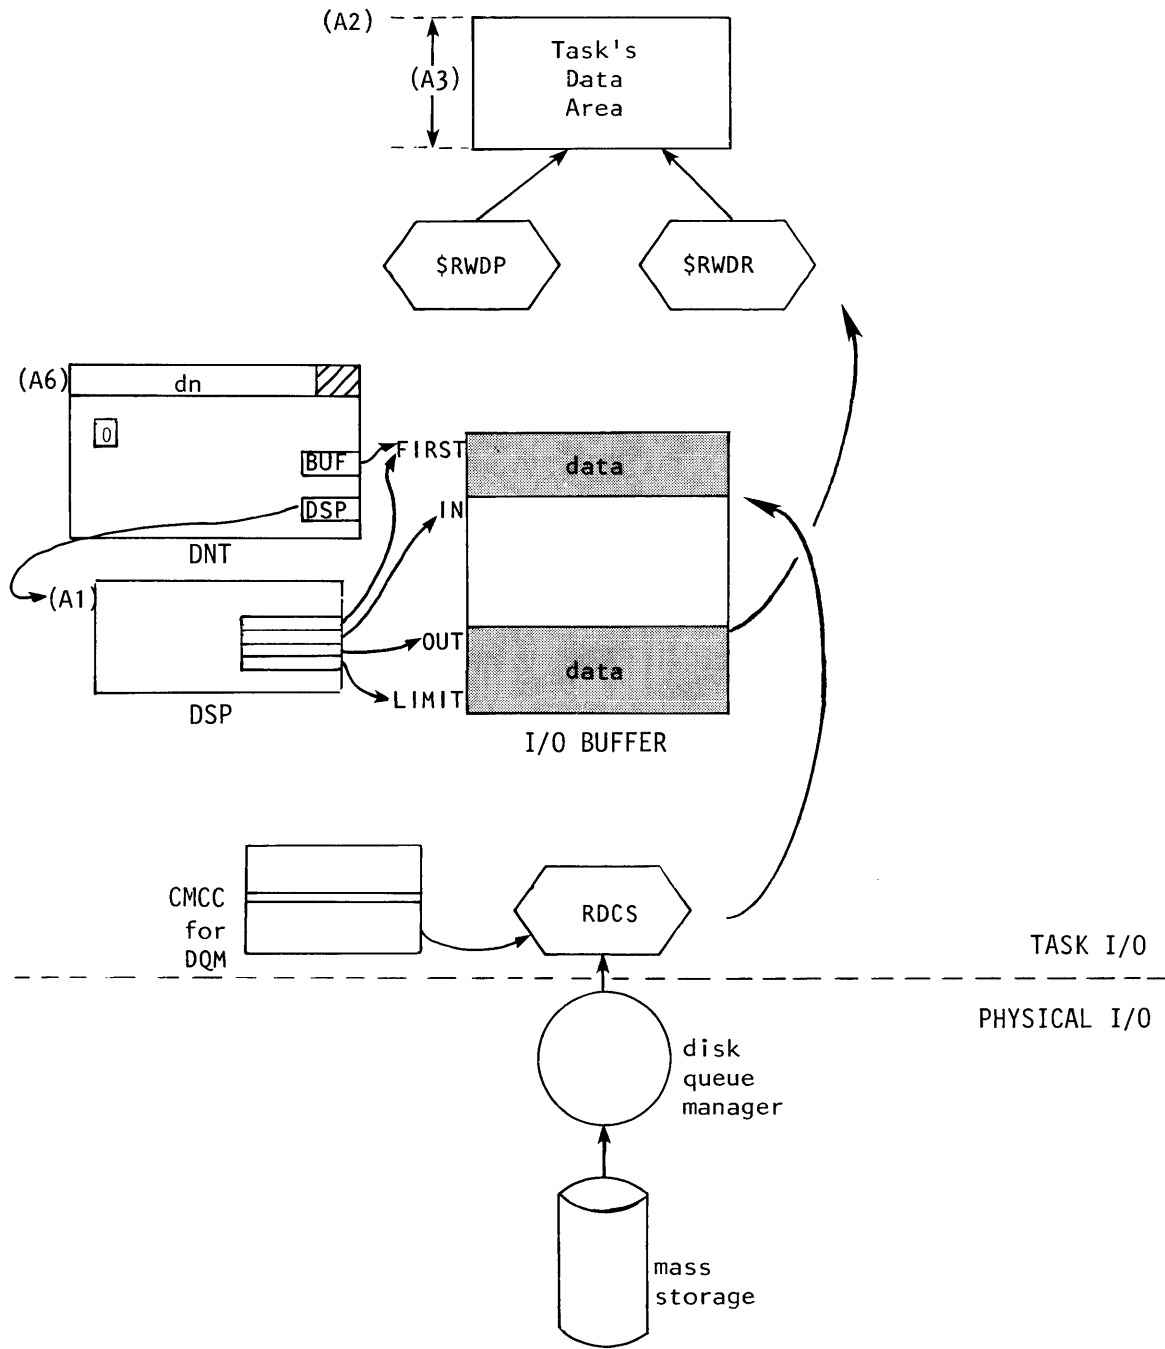 (A2)
(A3)
Task's
Data
Area
$RWDP
$RWDR
(A6)
dn
0
BUF
DSP
DNT
FIRST
IN
OUT
LIMIT
data
data
I/O BUFFER
(A1)
DSP
CMCC
for
DQM
RDCS
TASK I/O
PHYSICAL I/O
disk
queue
manager
mass
storage